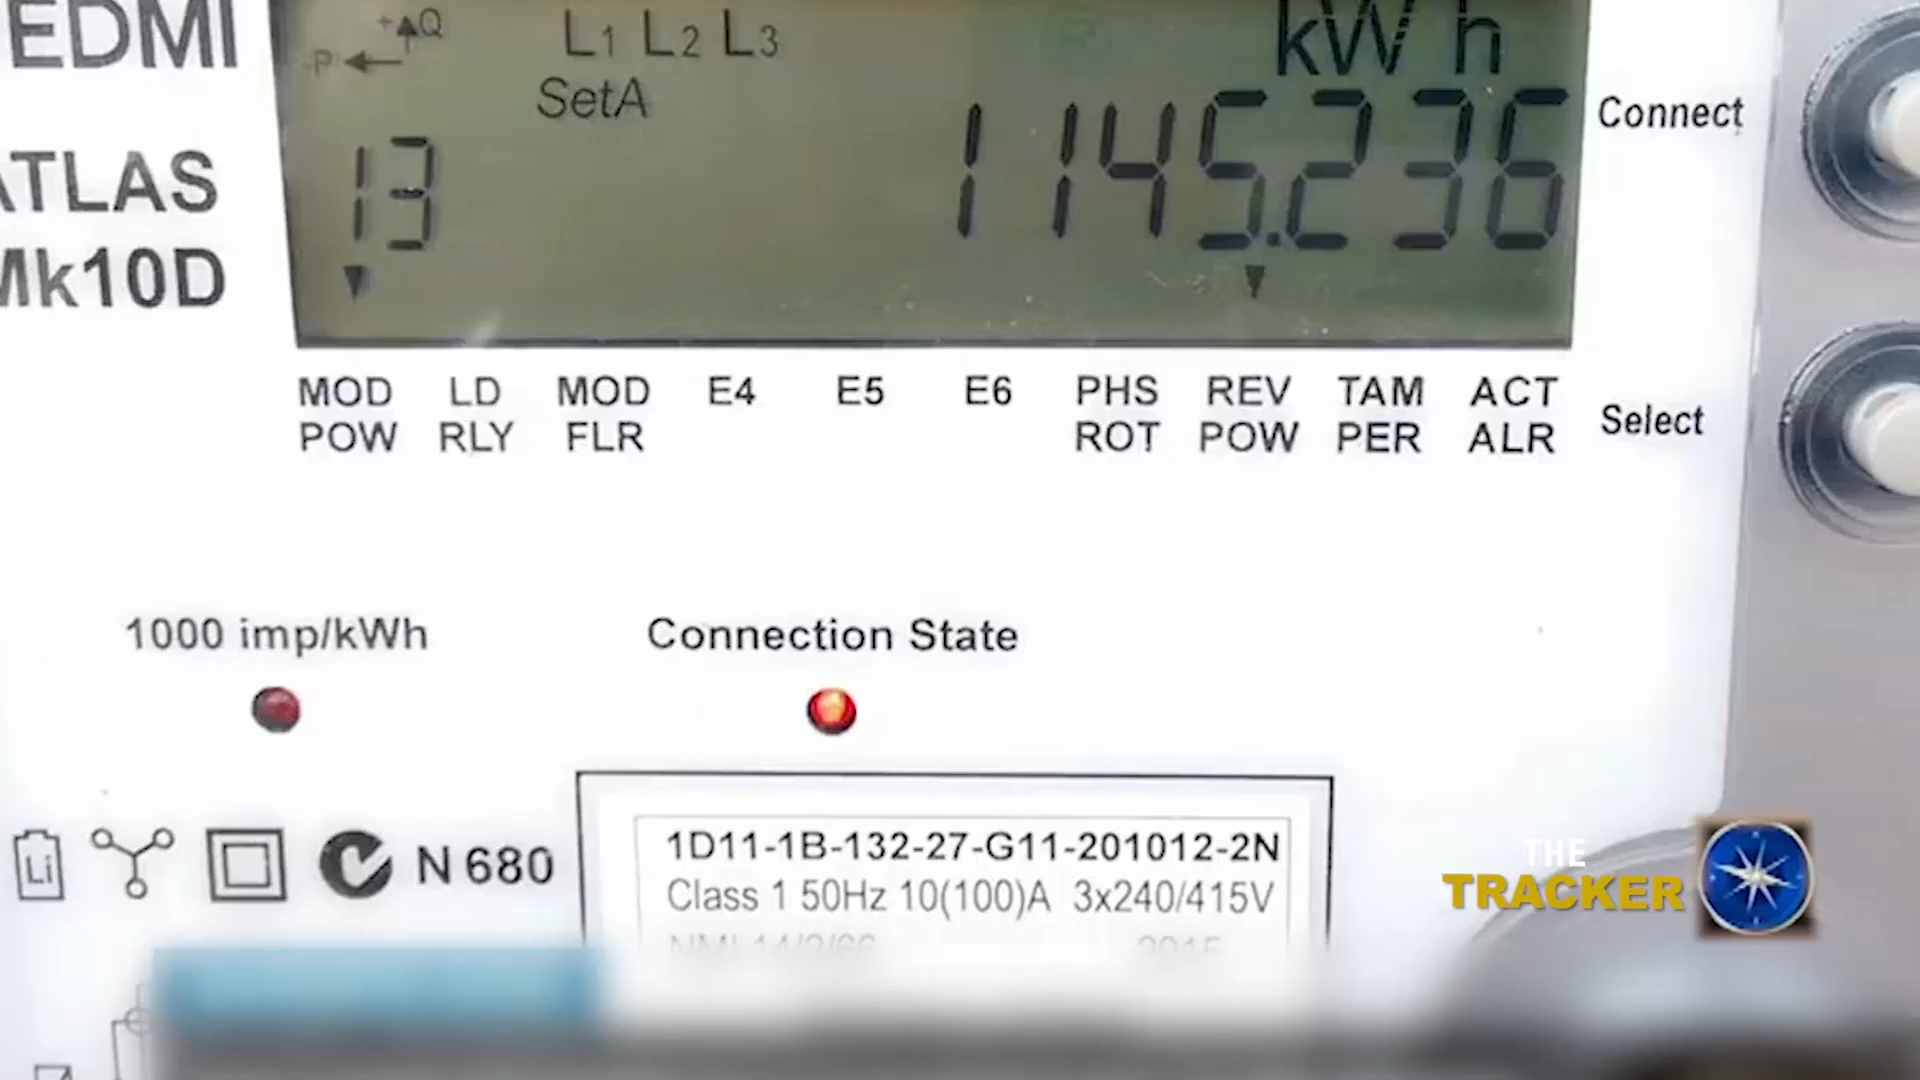 EDMI
ATLAS
Mk10D
+Q
-P
L1 L2 L3
SetA
kWh
13
1145.236
Connect
MOD POW
LD RLY
MOD FLR
E4
E5
E6
PHS ROT
REV POW
TAM PER
ACT ALR
Select
1000 imp/kWh
Connection State
Li
N 680
1D11-1B-132-27-G11-201012-2N
Class 1 50Hz 10(100)A 3x240/415V
2015
THE
TRACKER